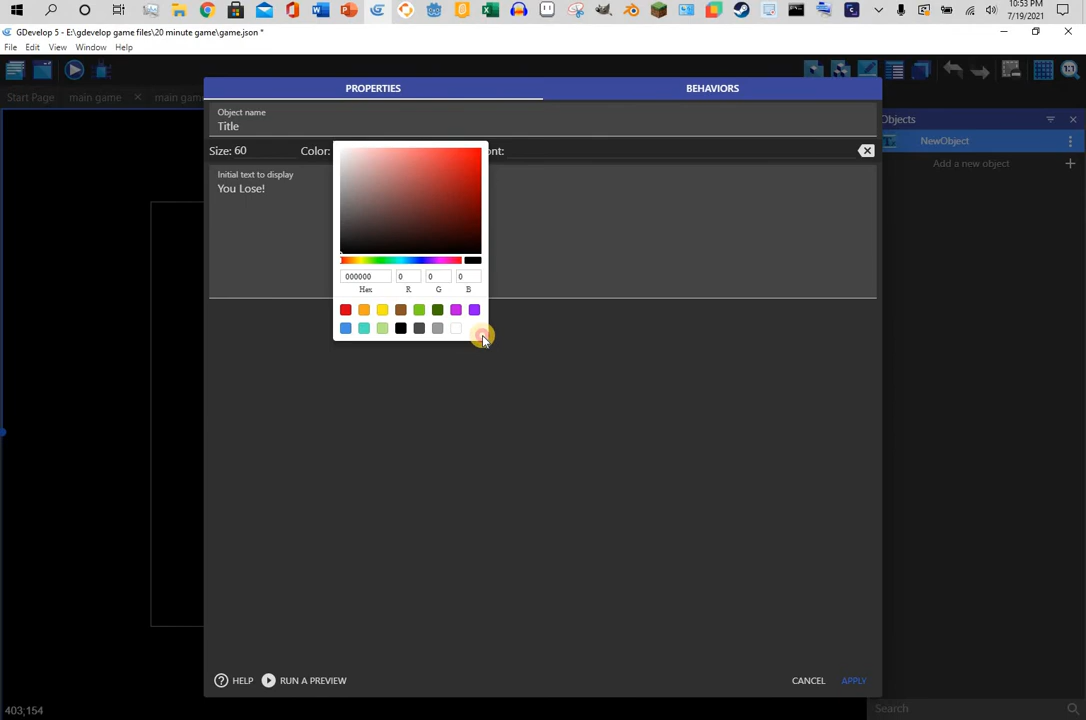 10:53 PM
7/19/2021
GDevelop 5 - E:\gdevelop game files\20 minute game\game.json *
File Edit View Window Help
Start Page main game main gam
PROPERTIES BEHAVIORS
Objects
Object name
Title
NewObject
Size: 60 Color: ont:
Add a new object
Initial text to display
You Lose!
000000 0 0 0
Hex R G B
HELP RUN A PREVIEW CANCEL APPLY
403;154
Search